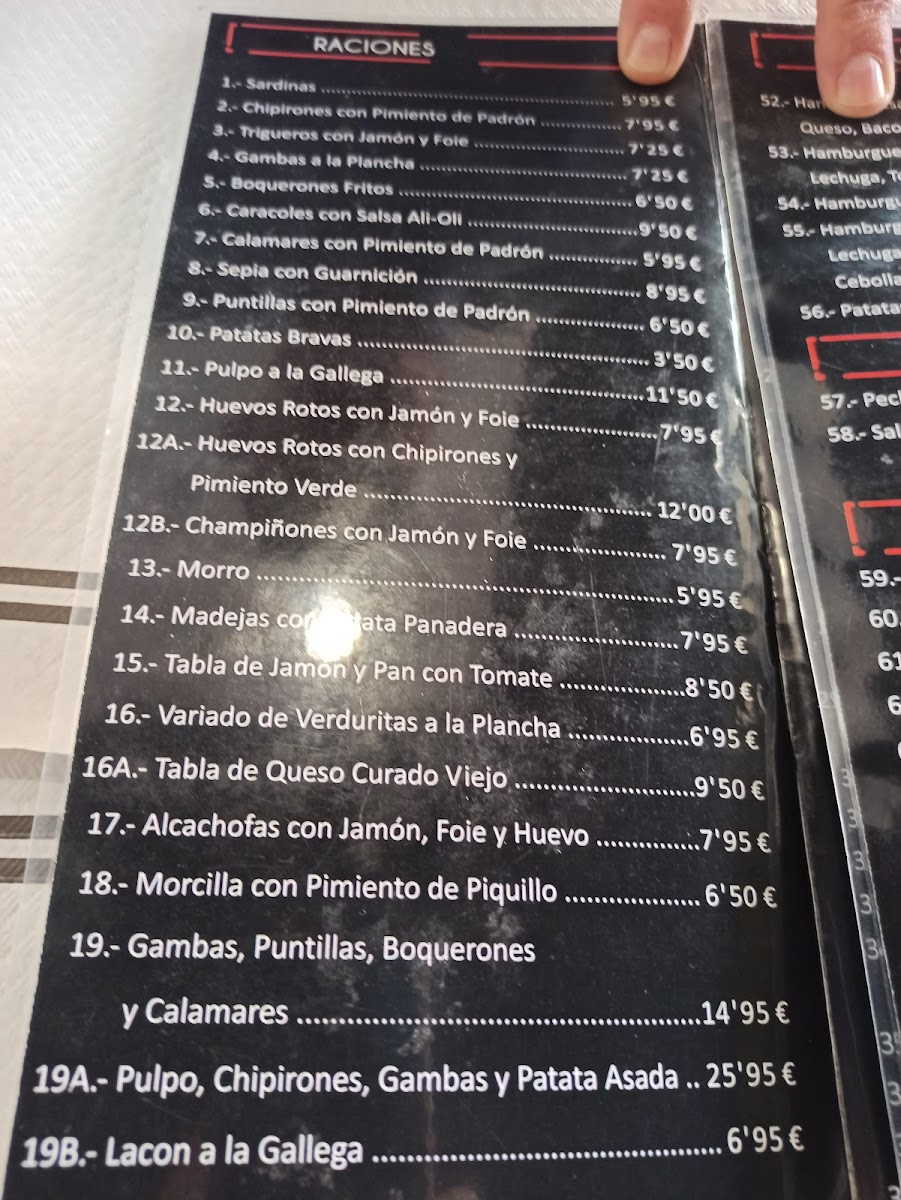 RACIONES
1.- Sardinas ........ 5'95 €
2.- Chipirones con Pimiento de Padrón ........ 7'95 €
3.- Trigueros con Jamón y Foie ........ 7'25 €
4.- Gambas a la Plancha ........ 7'25 €
5.- Boquerones Fritos ........ 6'50 €
6.- Caracoles con Salsa Ali-Oli ........ 9'50 €
7.- Calamares con Pimiento de Padrón ........ 5'95 €
8.- Sepia con Guarnición ........ 8'95 €
9.- Puntillas con Pimiento de Padrón ........ 6'50 €
10.- Patatas Bravas ........ 3'50 €
11.- Pulpo a la Gallega ........ 11'50 €
12.- Huevos Rotos con Jamón y Foie ........ 7'95 €
12A.- Huevos Rotos con Chipirones y
Pimiento Verde ........ 12'00 €
12B.- Champiñones con Jamón y Foie ........ 7'95 €
13.- Morro ........ 5'95 €
14.- Madejas con Panadera ........ 7'95 €
15.- Tabla de Jamón y Pan con Tomate ........ 8'50 €
16.- Variado de Verduritas a la Plancha ........ 6'95 €
16A.- Tabla de Queso Curado Viejo ........ 9'50 €
17.- Alcachofas con Jamón, Foie y Huevo ........ 7'95 €
18.- Morcilla con Pimiento de Piquillo ........ 6'50 €
19.- Gambas, Puntillas, Boquerones
y Calamares ........ 14'95 €
19A.- Pulpo, Chipirones, Gambas y Patata Asada .. 25'95 €
19B.- Lacon a la Gallega ........ 6'95 €
52.- Ham
Queso, Baco
53.- Hamburgue
Lechuga, T
54.- Hamburgu
55.- Hamburg
Lechuga
Cebolla
56.- Patata
57.- Pec
58.- Sal
59.-
60.
61